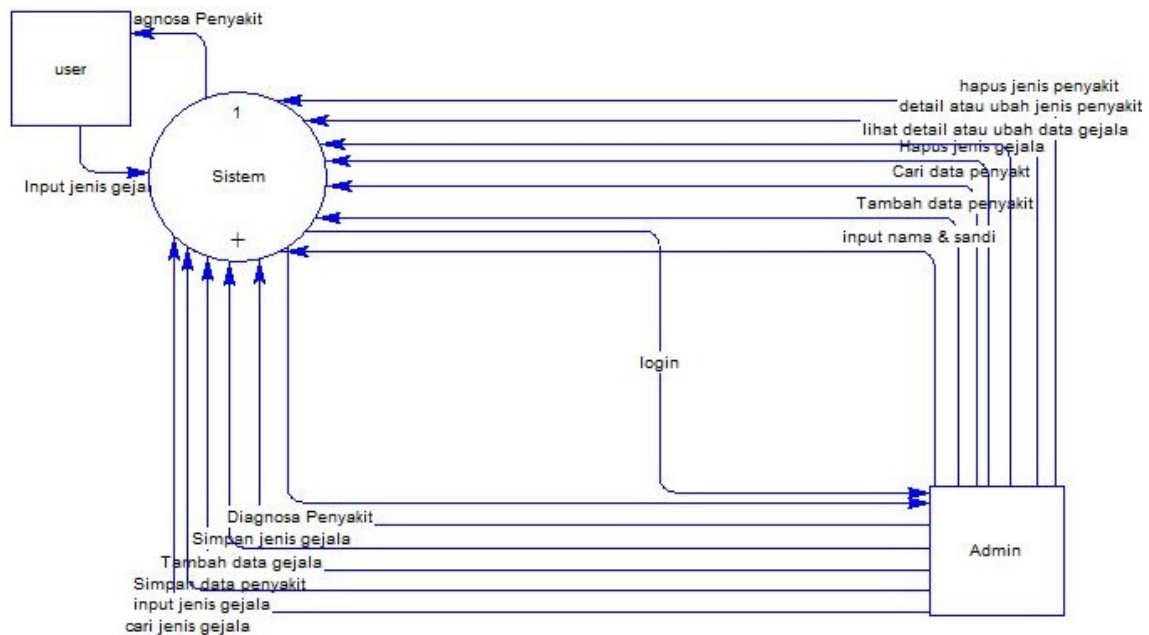 agnosa Penyakit
user
hapus jenis penyakit
1
detail atau ubah jenis penyakit
lihat detail atau ubah data gejala
Hapus jenis gejala
Sistem
Cari data penyakt
Input jenis geja
Tambah data penyakit
+
input nama & sandi
login
Diagnosa Penyakit
Simpan jenis gejala
Admin
Tambah data gejala
Simpan data penyakit
input jenis gejala
cari jenis gejala